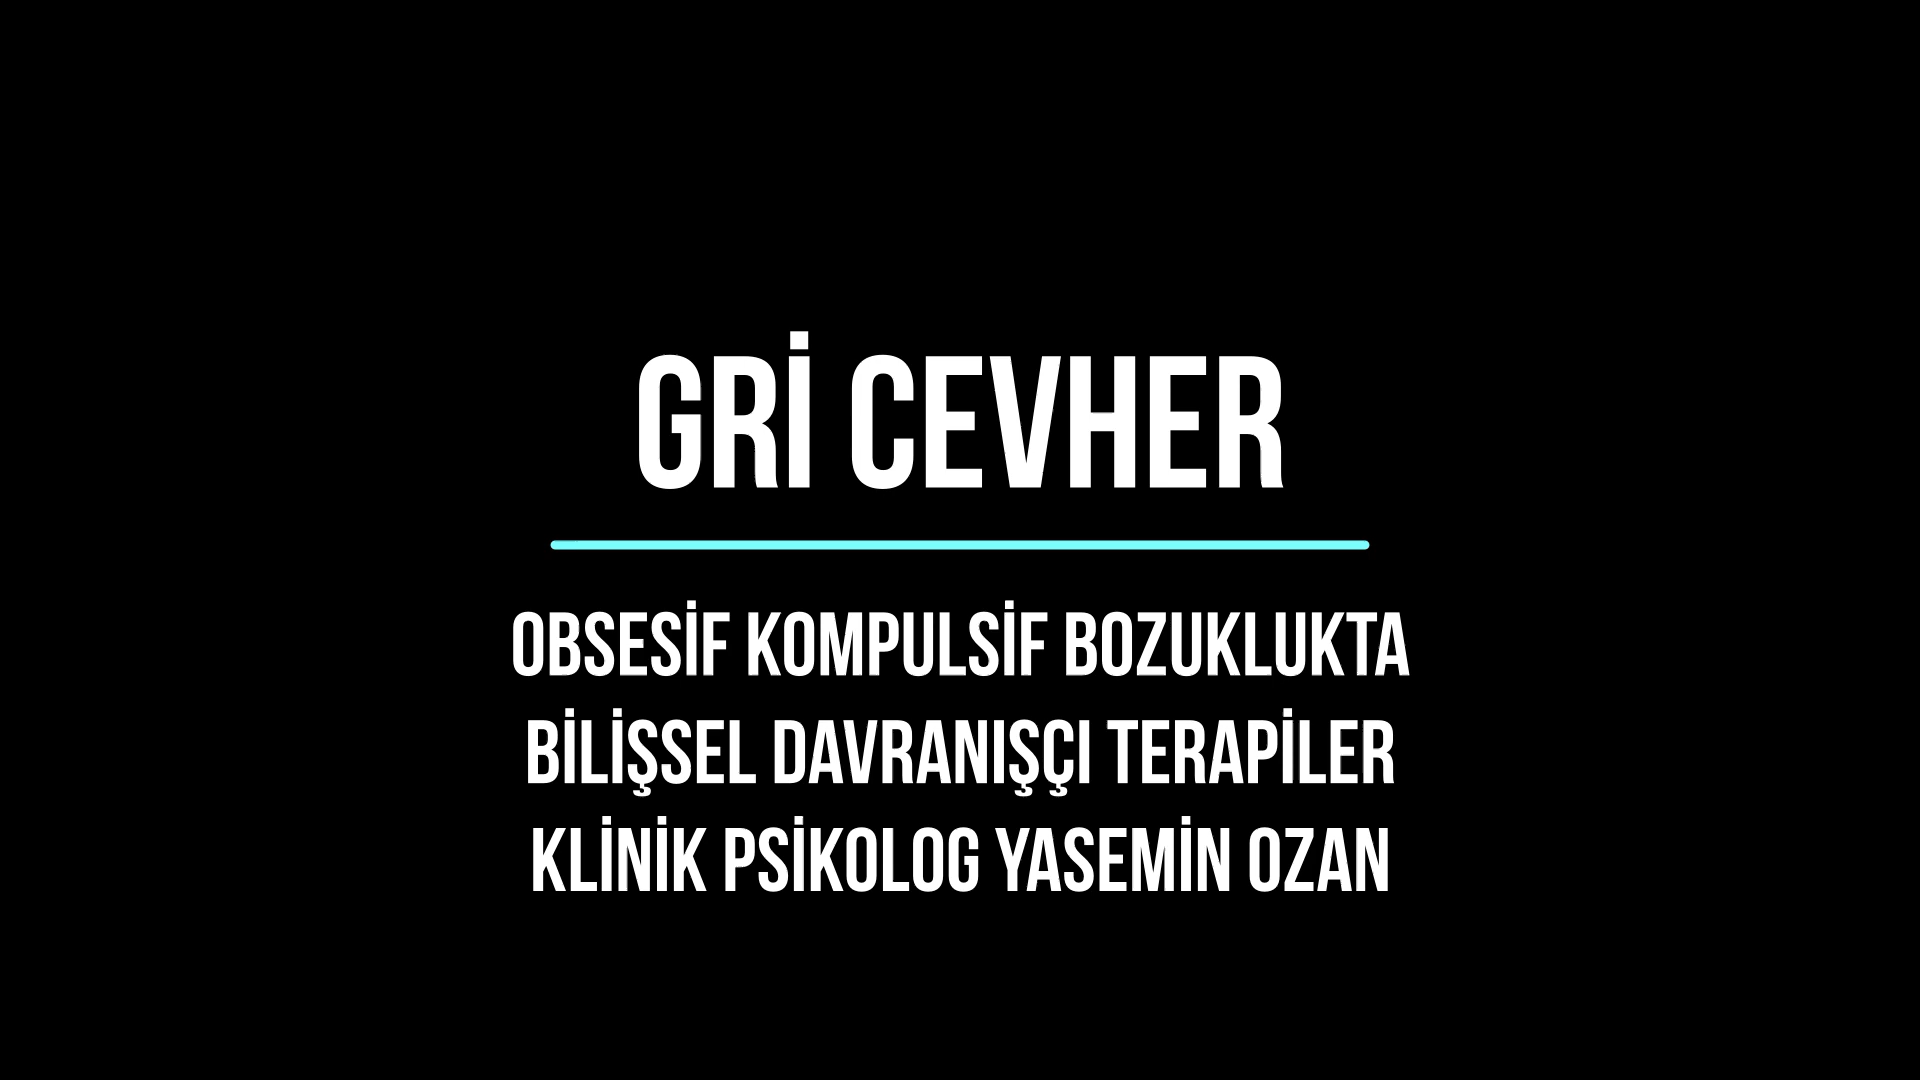 GRİ CEVHER
OBSESİF KOMPULSİF BOZUKLUKTA
BİLİŞSEL DAVRANIŞÇI TERAPİLER
KLİNİK PSİKOLOG YASEMİN OZAN